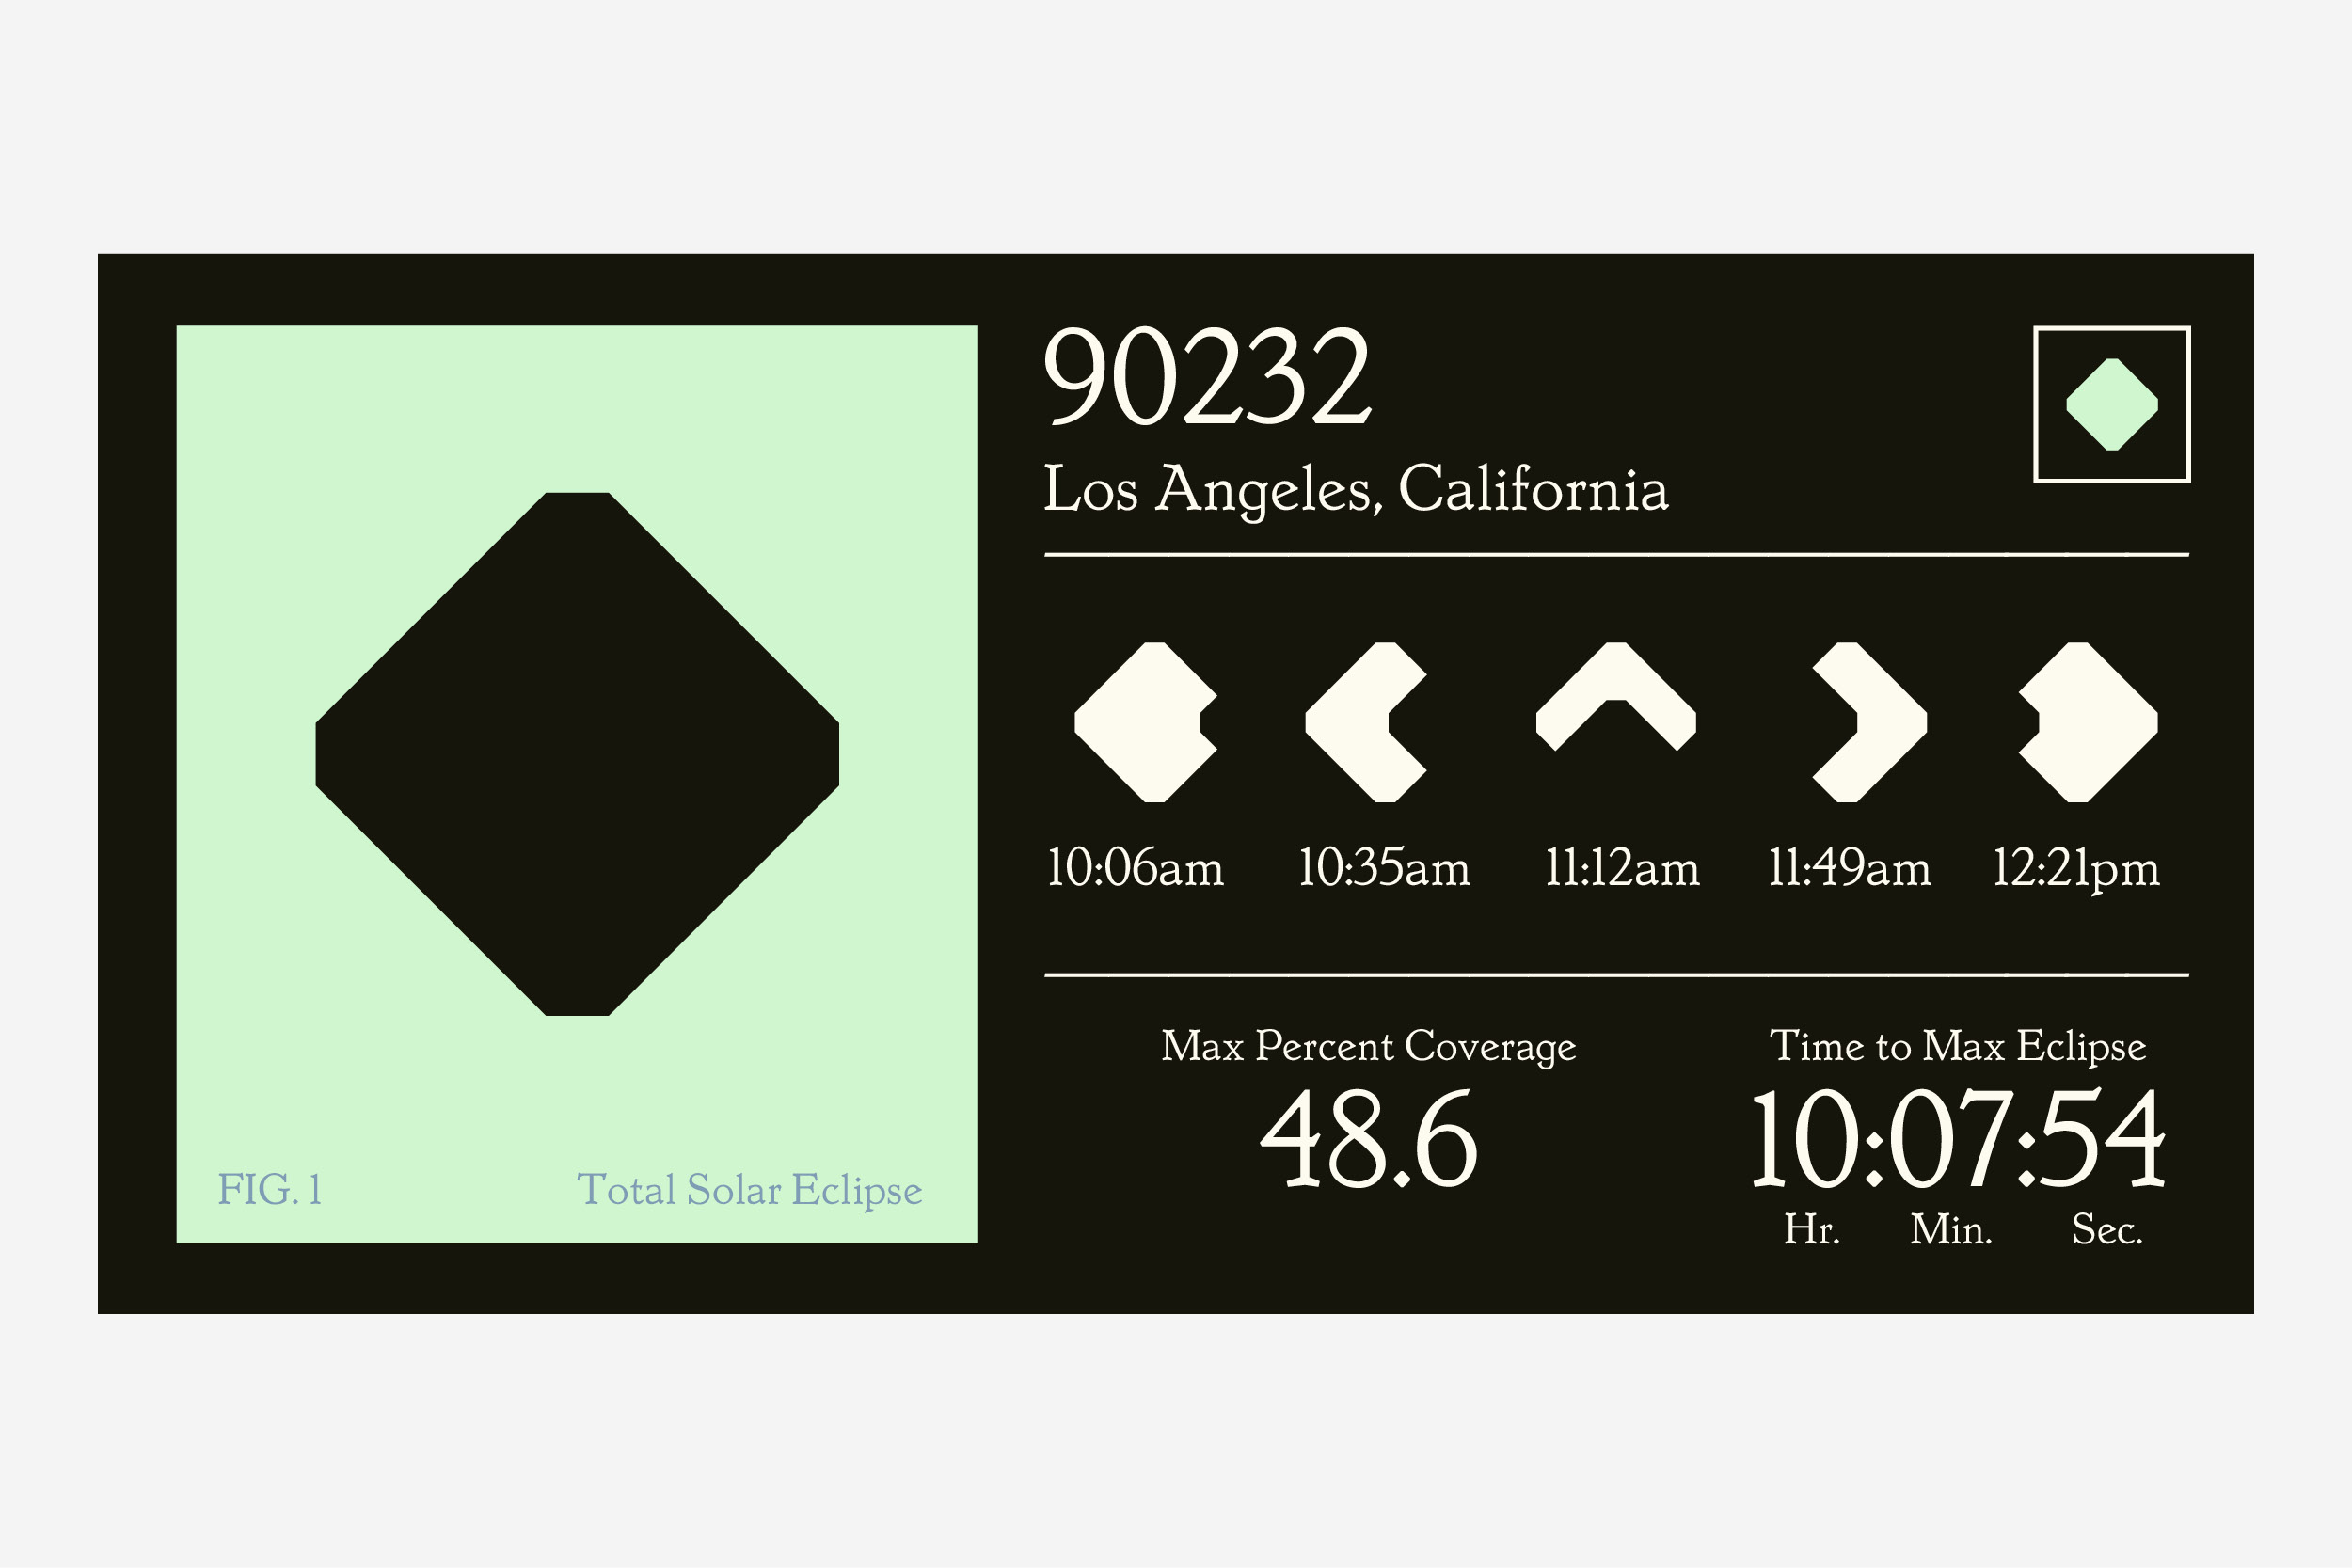 90232
Los Angeles, California
10:06am 10:35am 11:12am 11:49am 12:21pm
Max Percent Coverage
48.6
Time to Max Eclipse
10:07:54
Hr. Min. Sec.
FIG. 1 Total Solar Eclipse